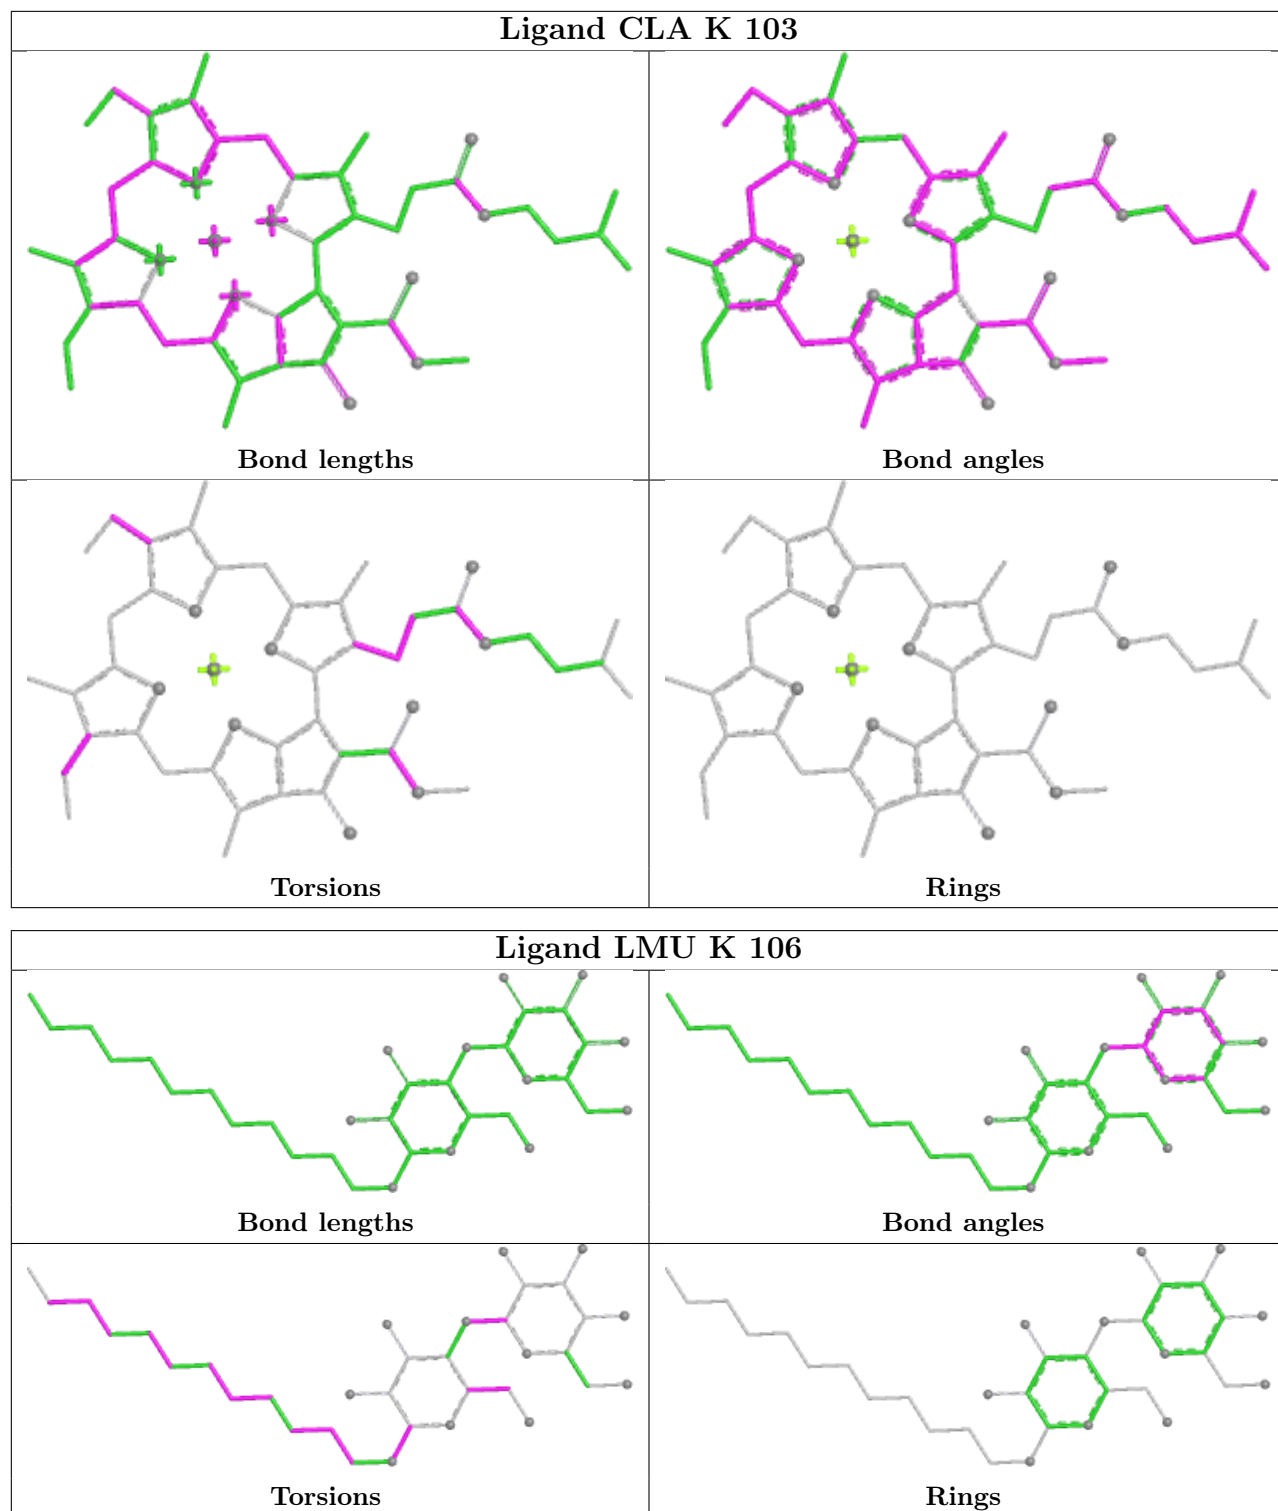 Ligand CLA K 103
Bond lengths
Bond angles
Torsions
Rings
Ligand LMU K 106
Bond lengths
Bond angles
Torsions
Rings